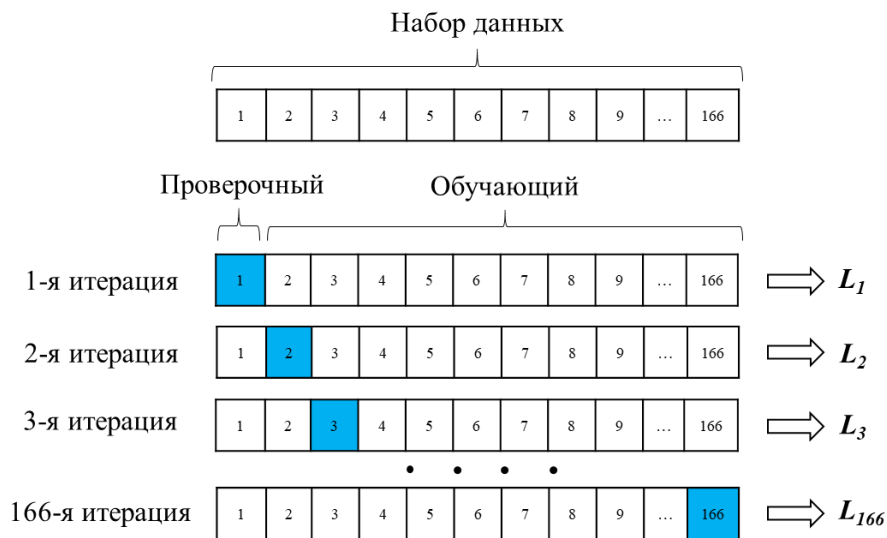 Набор данных
1 2 3 4 5 6 7 8 9 … 166
Проверочный Обучающий
1-я итерация 1 2 3 4 5 6 7 8 9 … 166 L1
2-я итерация 1 2 3 4 5 6 7 8 9 … 166 L2
3-я итерация 1 2 3 4 5 6 7 8 9 … 166 L3
166-я итерация 1 2 3 4 5 6 7 8 9 … 166 L166